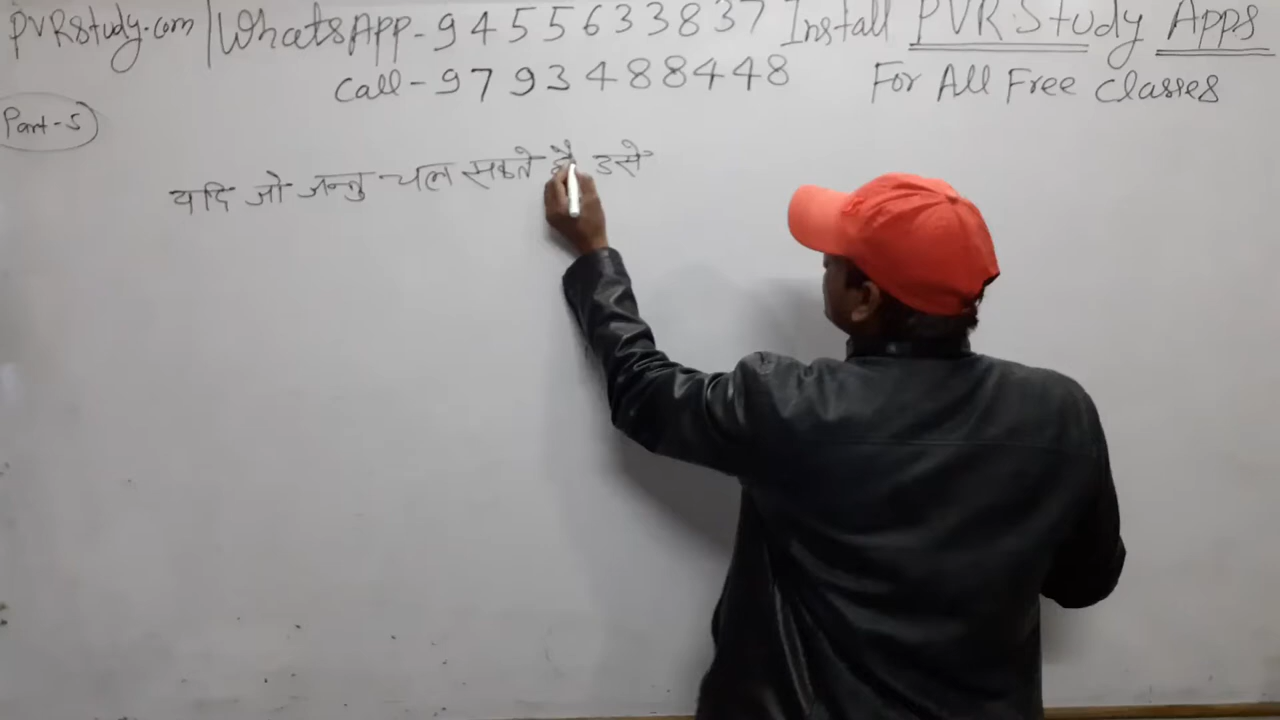 PVRStudy.com | WhatsApp - 9455633837 Install PVR Study Apps
Call - 9793488448 For All Free Classes
Part-5
यदि जो जन्तु चल सकते है उसे